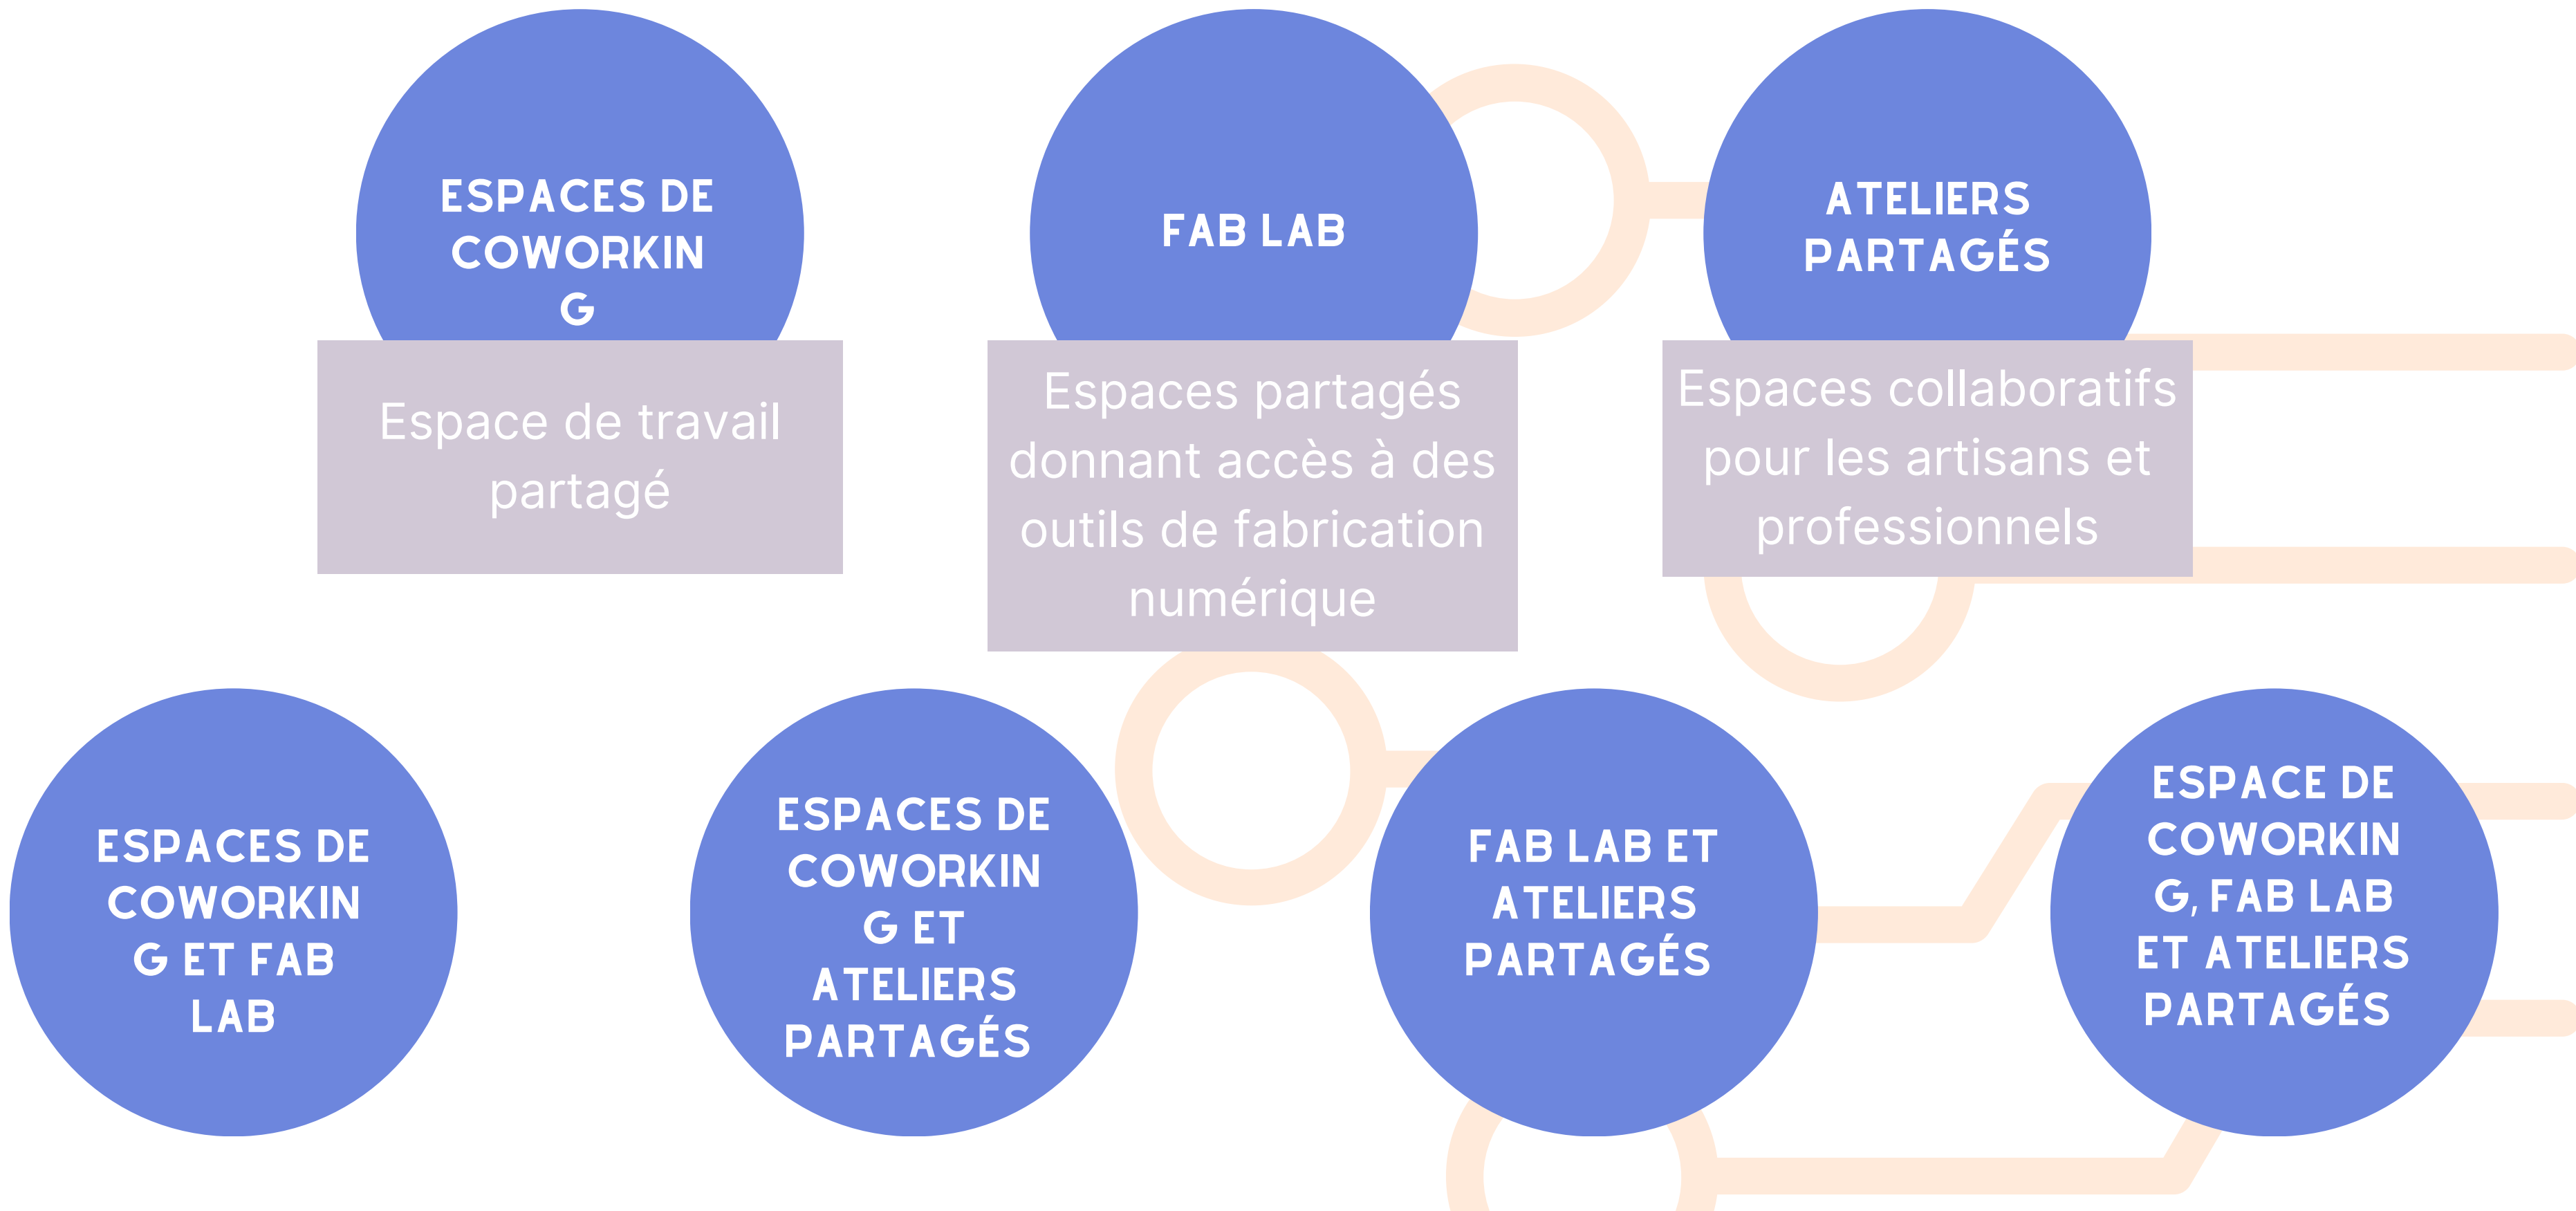 ESPACES DE
COWORKIN
G
Espace de travail
partagé
FAB LAB
Espaces partagés
donnant accès à des
outils de fabrication
numérique
ATELIERS
PARTAGÉS
Espaces collaboratifs
pour les artisans et
professionnels
ESPACES DE
COWORKIN
G ET FAB
LAB
ESPACES DE
COWORKIN
G ET
ATELIERS
PARTAGÉS
FAB LAB ET
ATELIERS
PARTAGÉS
ESPACE DE
COWORKIN
G, FAB LAB
ET ATELIERS
PARTAGÉS